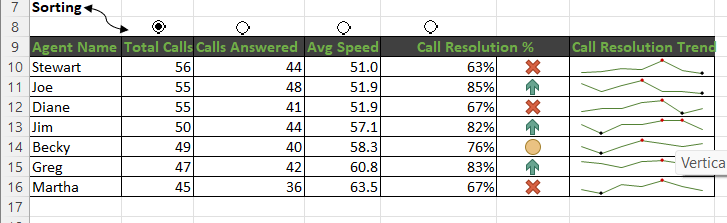 7 Sorting
8
9 Agent Name Total Calls Calls Answered Avg Speed Call Resolution % Call Resolution Trend
10 Stewart 56 44 51.0 63%
11 Joe 55 48 51.9 85%
12 Diane 55 41 51.9 67%
13 Jim 50 44 57.1 82%
14 Becky 49 40 58.3 76%
15 Greg 47 42 60.8 83%
Vertica
16 Martha 45 36 63.5 67%
17